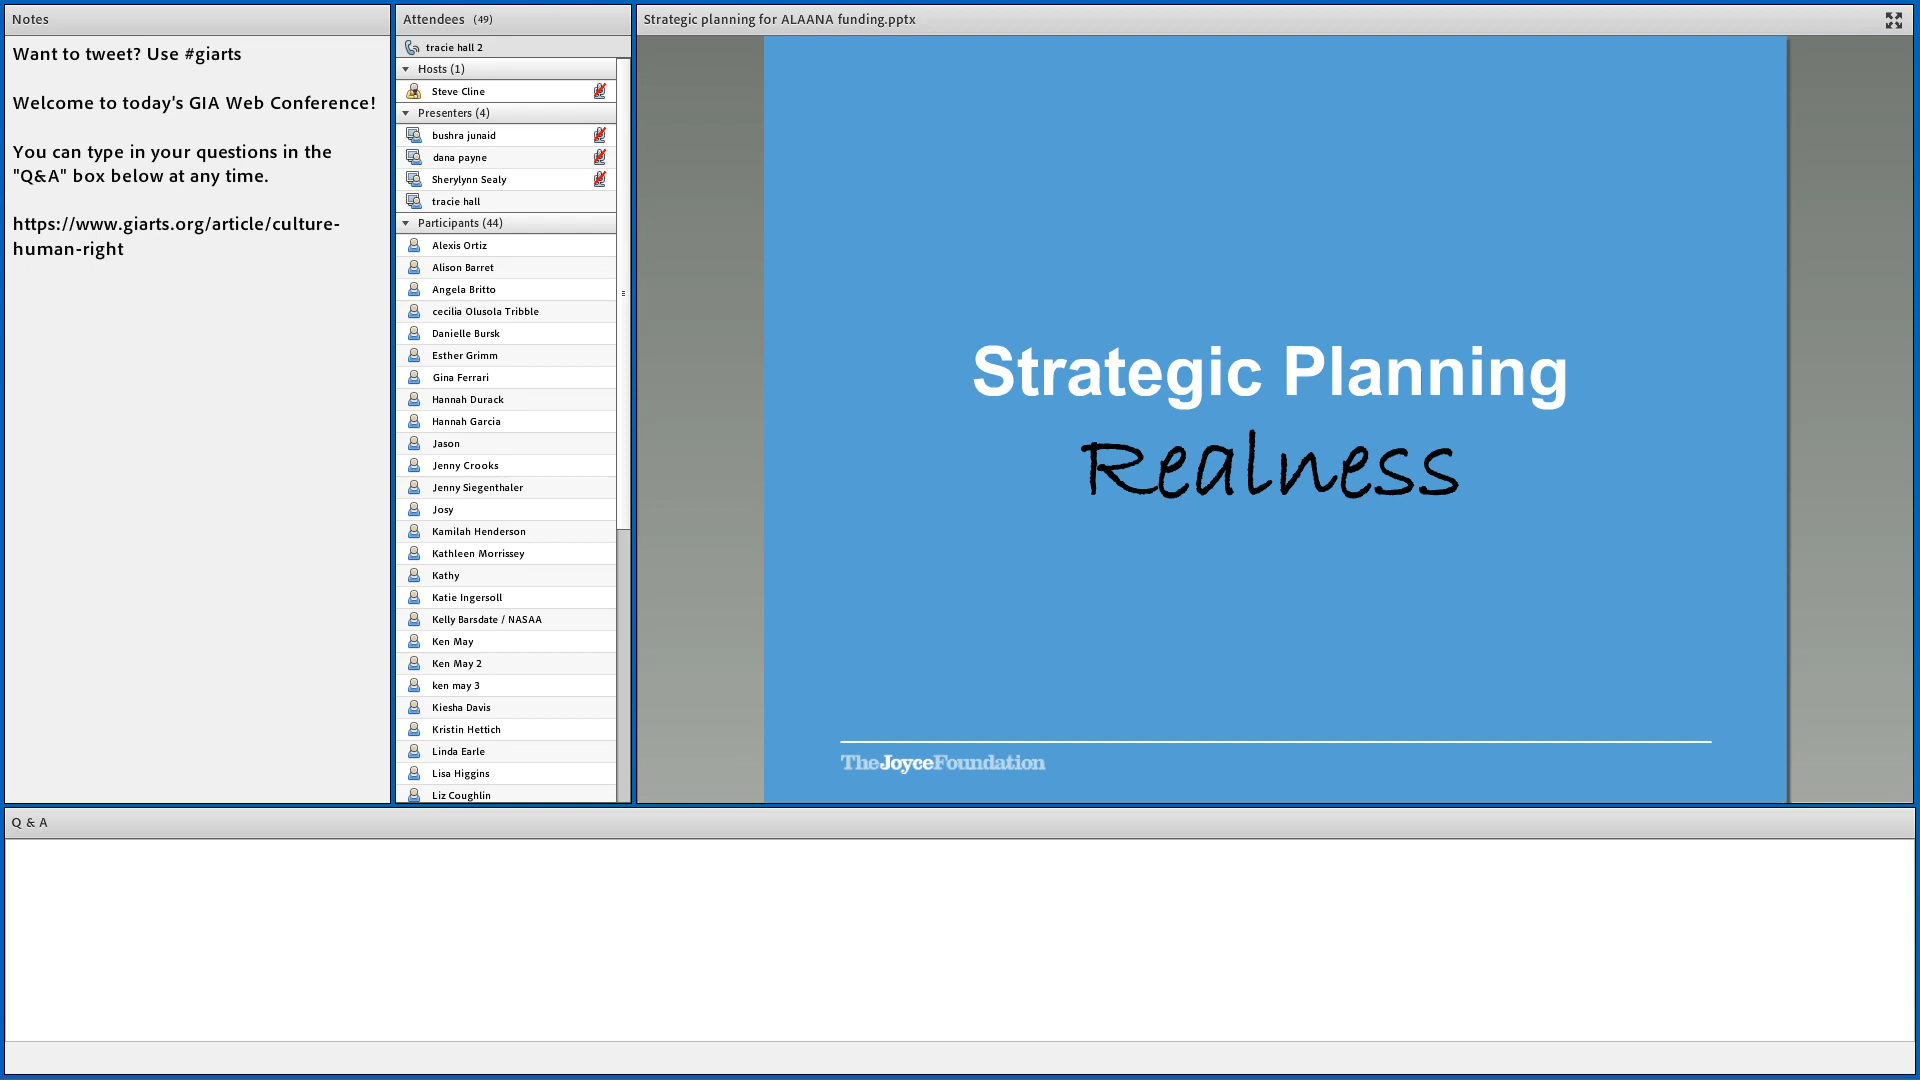 Notes
Want to tweet? Use #giarts
Welcome to today's GIA Web Conference!
You can type in your questions in the
"Q&A" box below at any time.
https://www.giarts.org/article/culture-
human-right
Attendees (49)
tracie hall 2
Hosts (1)
Steve Cline
Presenters (4)
bushra junaid
dana payne
Sherylynn Sealy
tracie hall
Participants (44)
Alexis Ortiz
Alison Barret
Angela Britto
cecilia Olusola Tribble
Danielle Bursk
Esther Grimm
Gina Ferrari
Hannah Durack
Hannah Garcia
Jason
Jenny Crooks
Jenny Siegenthaler
Josy
Kamilah Henderson
Kathleen Morrissey
Kathy
Katie Ingersoll
Kelly Barsdate / NASAA
Ken May
Ken May 2
ken may 3
Kiesha Davis
Kristin Hettich
Linda Earle
Lisa Higgins
Liz Coughlin
Strategic planning for ALAANA funding.pptx
Strategic Planning
Realness
TheJoyceFoundation
Q & A